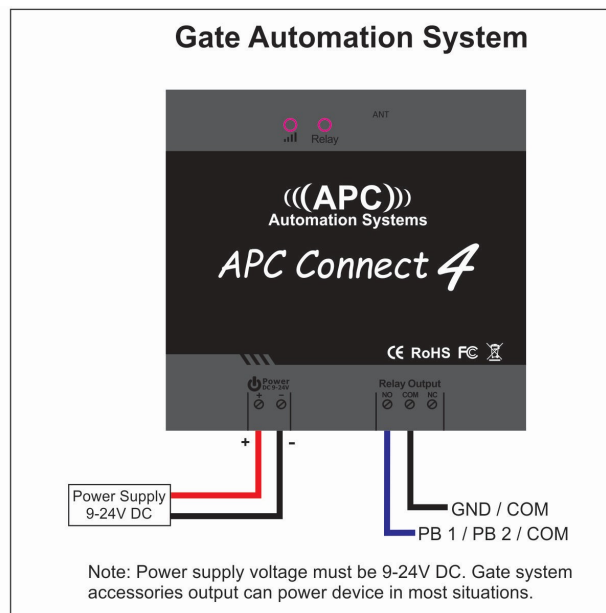 Gate Automation System
ANT
Relay
(((APC)))
Automation Systems
APC Connect 4
CE RoHS FC
Power
DC 9-24V
+ -
Relay Output
NO COM NC
+ -
Power Supply
9-24V DC
GND / COM
PB 1 / PB 2 / COM
Note: Power supply voltage must be 9-24V DC. Gate system
accessories output can power device in most situations.